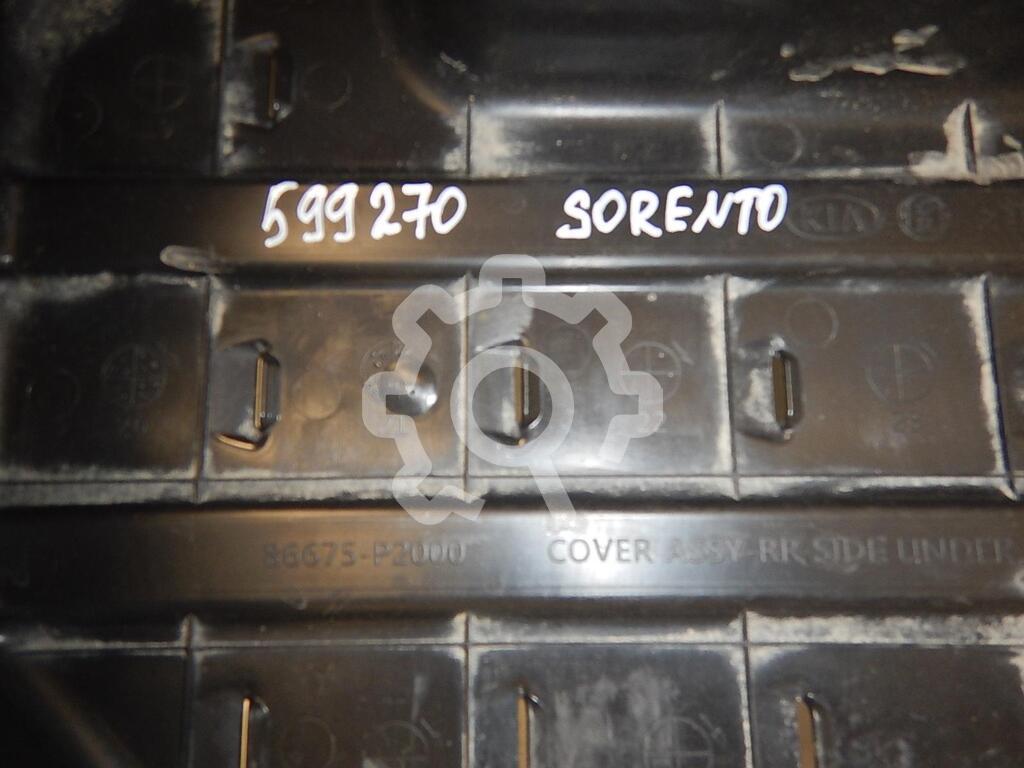 599270 SORENTO KIA
86675-P2000 COVER ASSY-RR SIDE UNDER